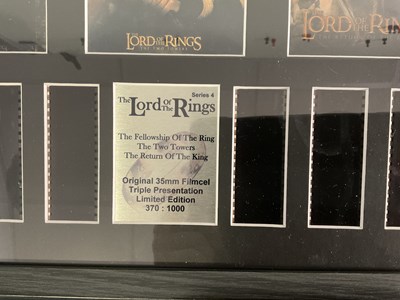 THE LORD OF THE RINGS
THE TWO TOWERS
LORD OF THE RINGS
Series 4
The Lord Of The Rings
The Fellowship Of The Ring
The Two Towers
The Return Of The King
Original 35mm Filmcel
Triple Presentation
Limited Edition
370 : 1000